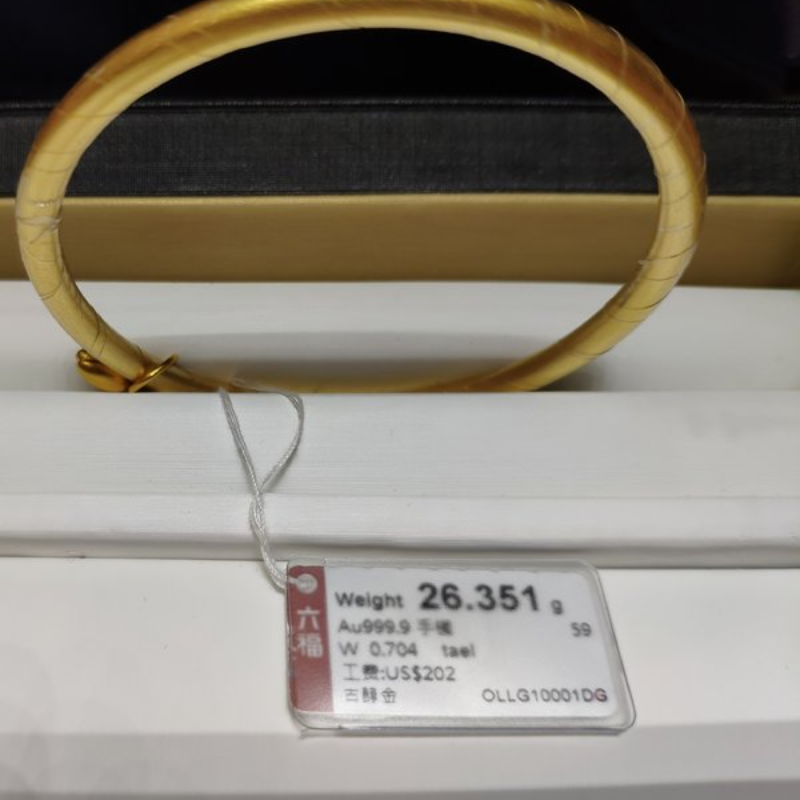 六福
Weight 26.351 g
Au999.9 手镯 59
W 0.704 tael
工费:US$202
古酥金 OLLG10001DG